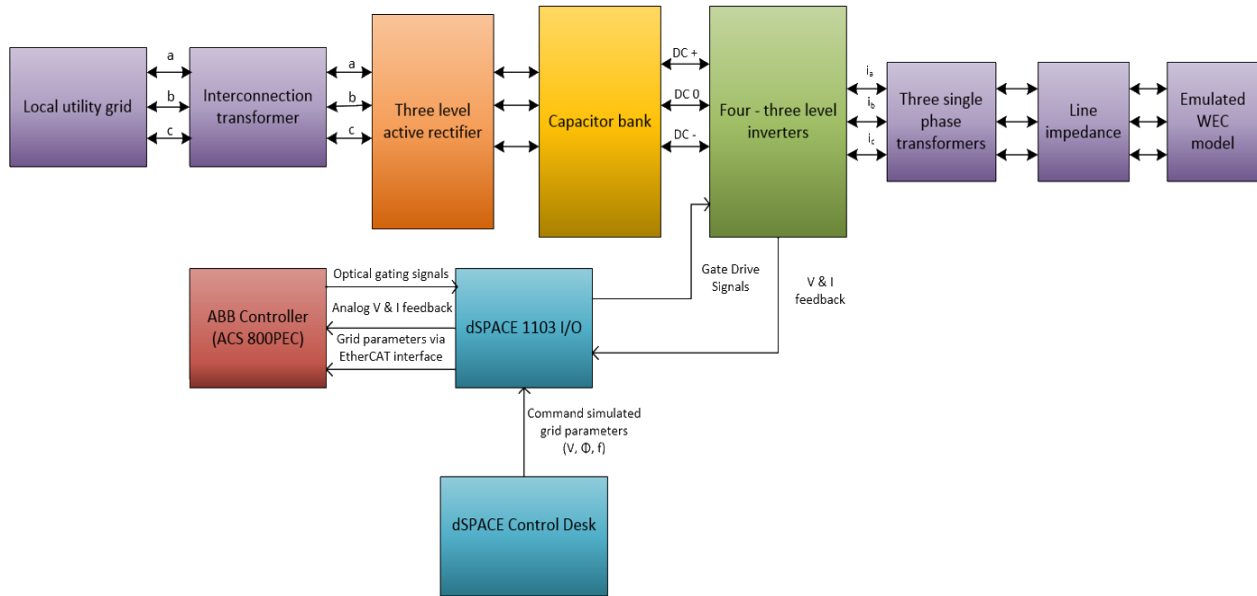 Local utility grid
a
b
c
Interconnection
transformer
a
b
c
Three level
active rectifier
Capacitor bank
DC +
DC 0
DC -
Four - three level
inverters
ia
ib
ic
Three single
phase
transformers
Line
impedance
Emulated
WEC
model
ABB Controller
(ACS 800PEC)
Optical gating signals
Analog V & I feedback
Grid parameters via
EtherCAT interface
dSPACE 1103 I/O
Gate Drive
Signals
V & I
feedback
Command simulated
grid parameters
(V, Φ, f)
dSPACE Control Desk